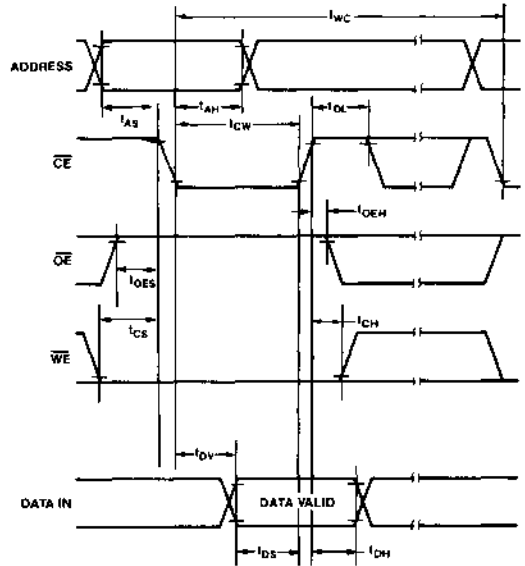 tWC
ADDRESS
tAS
tAH
tDL
tCW
CE
tOEH
OE
tOES
tCS
tCH
WE
tDV
DATA IN
DATA VALID
tDS
tDH